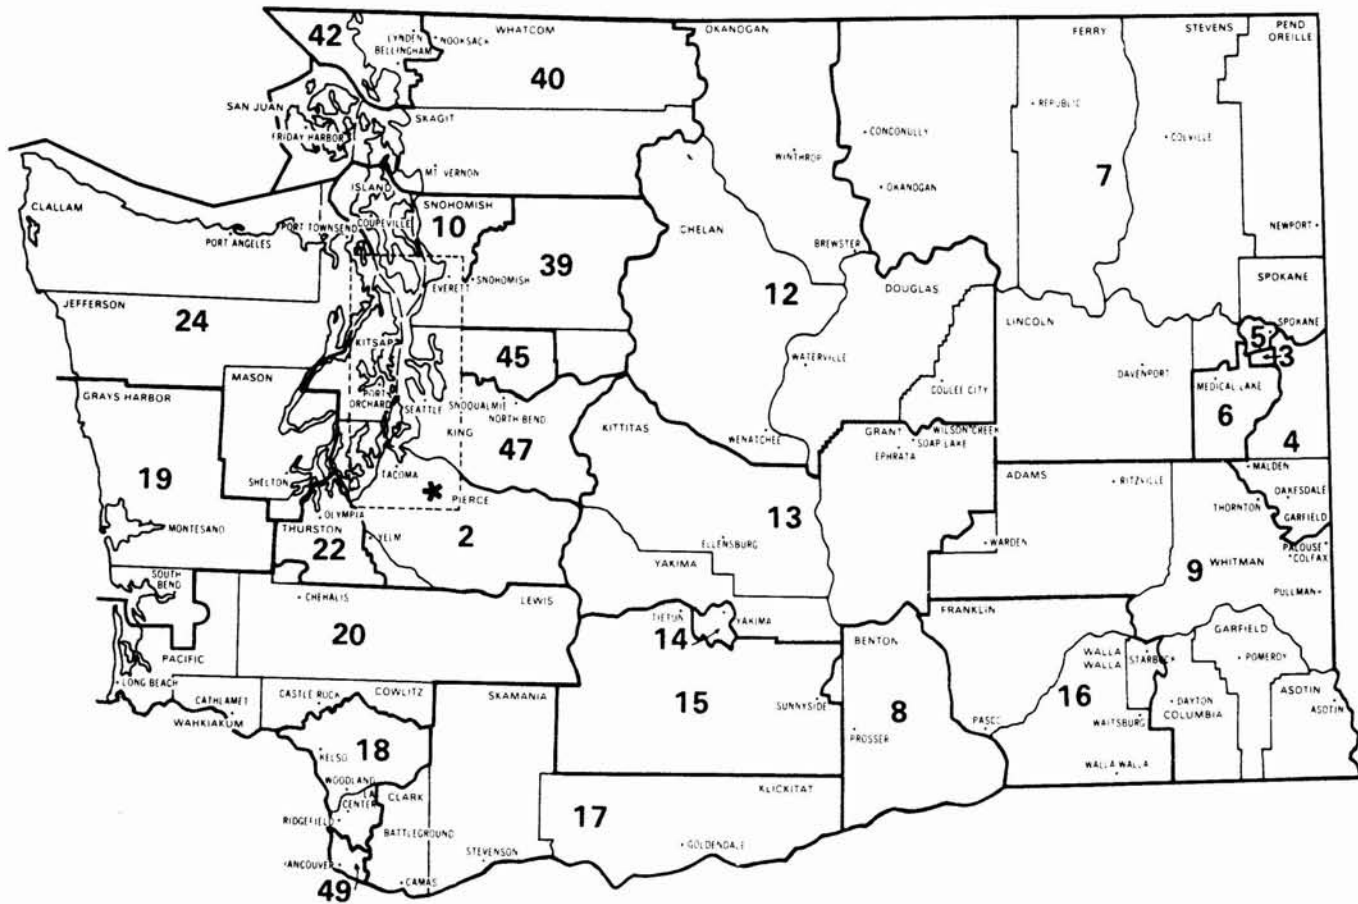 42
LYNDEN
NOOKSACK
BELLINGHAM
WHATCOM
40
OKANOGAN
FERRY
STEVENS
PEND
OREILLE
SAN JUAN
FRIDAY HARBOR
SKAGIT
MT VERNON
WINTHROP
CONCONULLY
OKANOGAN
REPUBLIC
7
COLVILLE
NEWPORT
CLALLAM
PORT ANGELES
PORT TOWNSEND
ISLAND
COUPEVILLE
SNOHOMISH
10
39
SNOHOMISH
EVERETT
CHELAN
BREWSTER
12
DOUGLAS
WATERVILLE
COULEE CITY
WENATCHEE
LINCOLN
DAVENPORT
SPOKANE
SPOKANE
5
3
MEDICAL LAKE
6
4
JEFFERSON
24
KITSAP
PORT
ORCHARD
MASON
SHELTON
45
SEATTLE
SNOQUALMIE
NORTH BEND
KING
47
GRAYS HARBOR
19
MONTESANO
TACOMA
*
PIERCE
2
OLYMPIA
THURSTON
22
YELM
KITTITAS
13
ELLENSBURG
YAKIMA
GRANT
WILSON CREEK
SOAP LAKE
EPHRATA
ADAMS
RITZVILLE
WARDEN
MALDEN
OAKESDALE
THORNTON
GARFIELD
PALOUSE
COLFAX
9
WHITMAN
PULLMAN
SOUTH
BEND
CHEHALIS
LEWIS
20
PACIFIC
LONG BEACH
CATHLAMET
WAHKIAKUM
CASTLE ROCK
COWLITZ
SKAMANIA
TIETON
YAKIMA
14
15
SUNNYSIDE
BENTON
8
PROSSER
FRANKLIN
PASCO
WALLA
WALLA
STARBUCK
16
WAITSBURG
WALLA WALLA
DAYTON
COLUMBIA
GARFIELD
POMEROY
ASOTIN
ASOTIN
18
KELSO
WOODLAND
LA
CENTER
CLARK
RIDGEFIELD
BATTLEGROUND
VANCOUVER
49
CAMAS
STEVENSON
17
KLICKITAT
GOLDENDALE